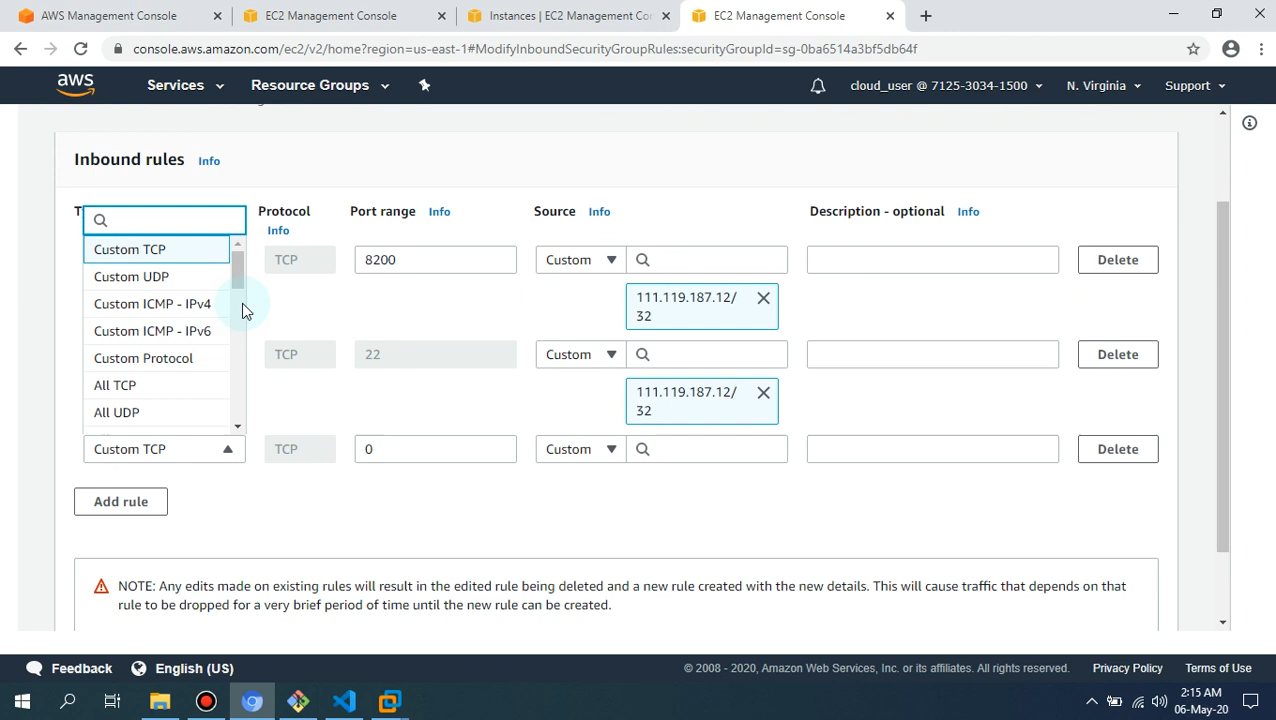 AWS Management Console
EC2 Management Console
Instances | EC2 Management Con
EC2 Management Console
console.aws.amazon.com/ec2/v2/home?region=us-east-1#ModifyInboundSecurityGroupRules:securityGroupId=sg-0ba6514a3bf5db64f
aws
Services
Resource Groups
cloud_user @ 7125-3034-1500
N. Virginia
Support
Inbound rules Info
Protocol Info
Port range Info
Source Info
Description - optional Info
Custom TCP
Custom UDP
Custom ICMP - IPv4
Custom ICMP - IPv6
Custom Protocol
All TCP
All UDP
TCP
8200
Custom
Delete
111.119.187.12/
32
TCP
22
Custom
Delete
111.119.187.12/
32
Custom TCP
TCP
0
Custom
Delete
Add rule
NOTE: Any edits made on existing rules will result in the edited rule being deleted and a new rule created with the new details. This will cause traffic that depends on that
rule to be dropped for a very brief period of time until the new rule can be created.
Feedback
English (US)
© 2008 - 2020, Amazon Web Services, Inc. or its affiliates. All rights reserved.
Privacy Policy
Terms of Use
2:15 AM
06-May-20